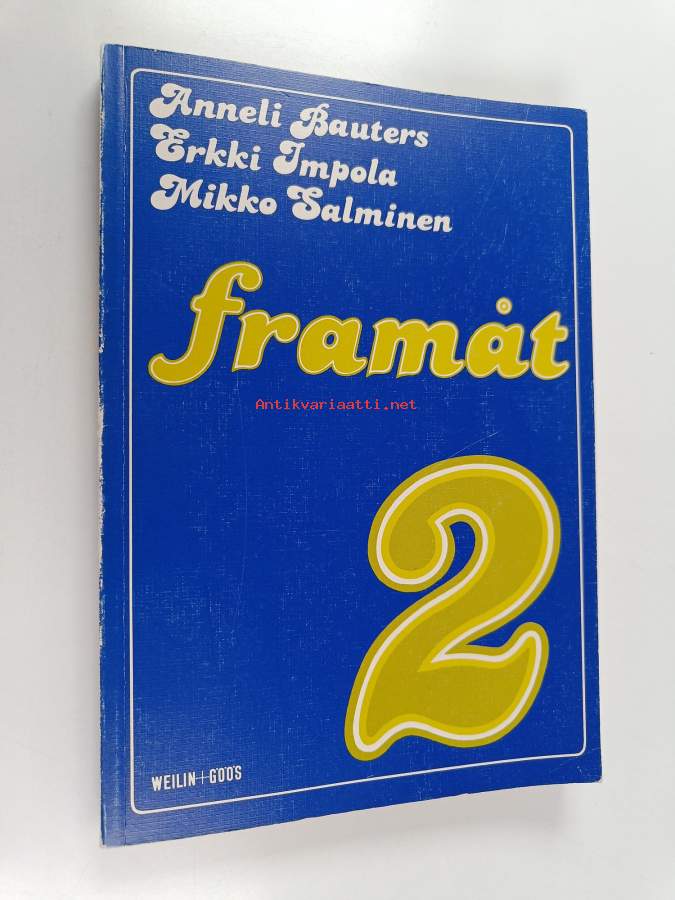 Anneli Bauters
Erkki Impola
Mikko Salminen
framåt
Antikvariaatti.net
2
WEILIN+GÖÖS